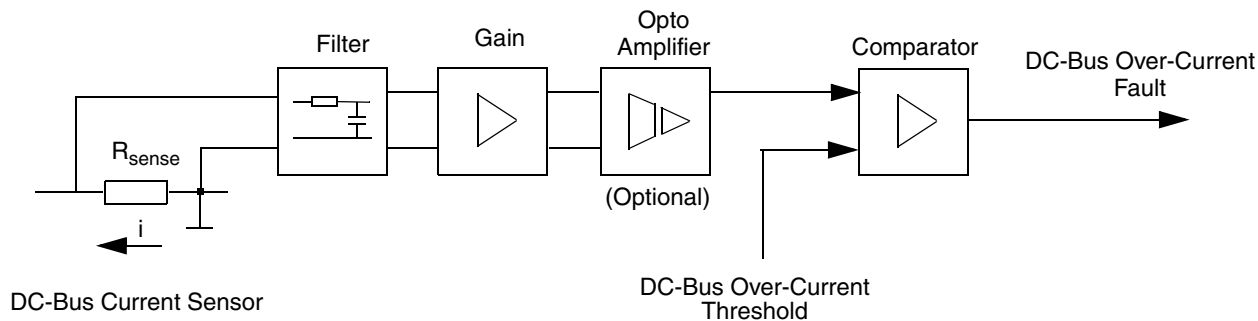 Filter
Gain
Opto
Amplifier
Comparator
DC-Bus Over-Current
Fault
Rsense
(Optional)
i
DC-Bus Current Sensor
DC-Bus Over-Current
Threshold